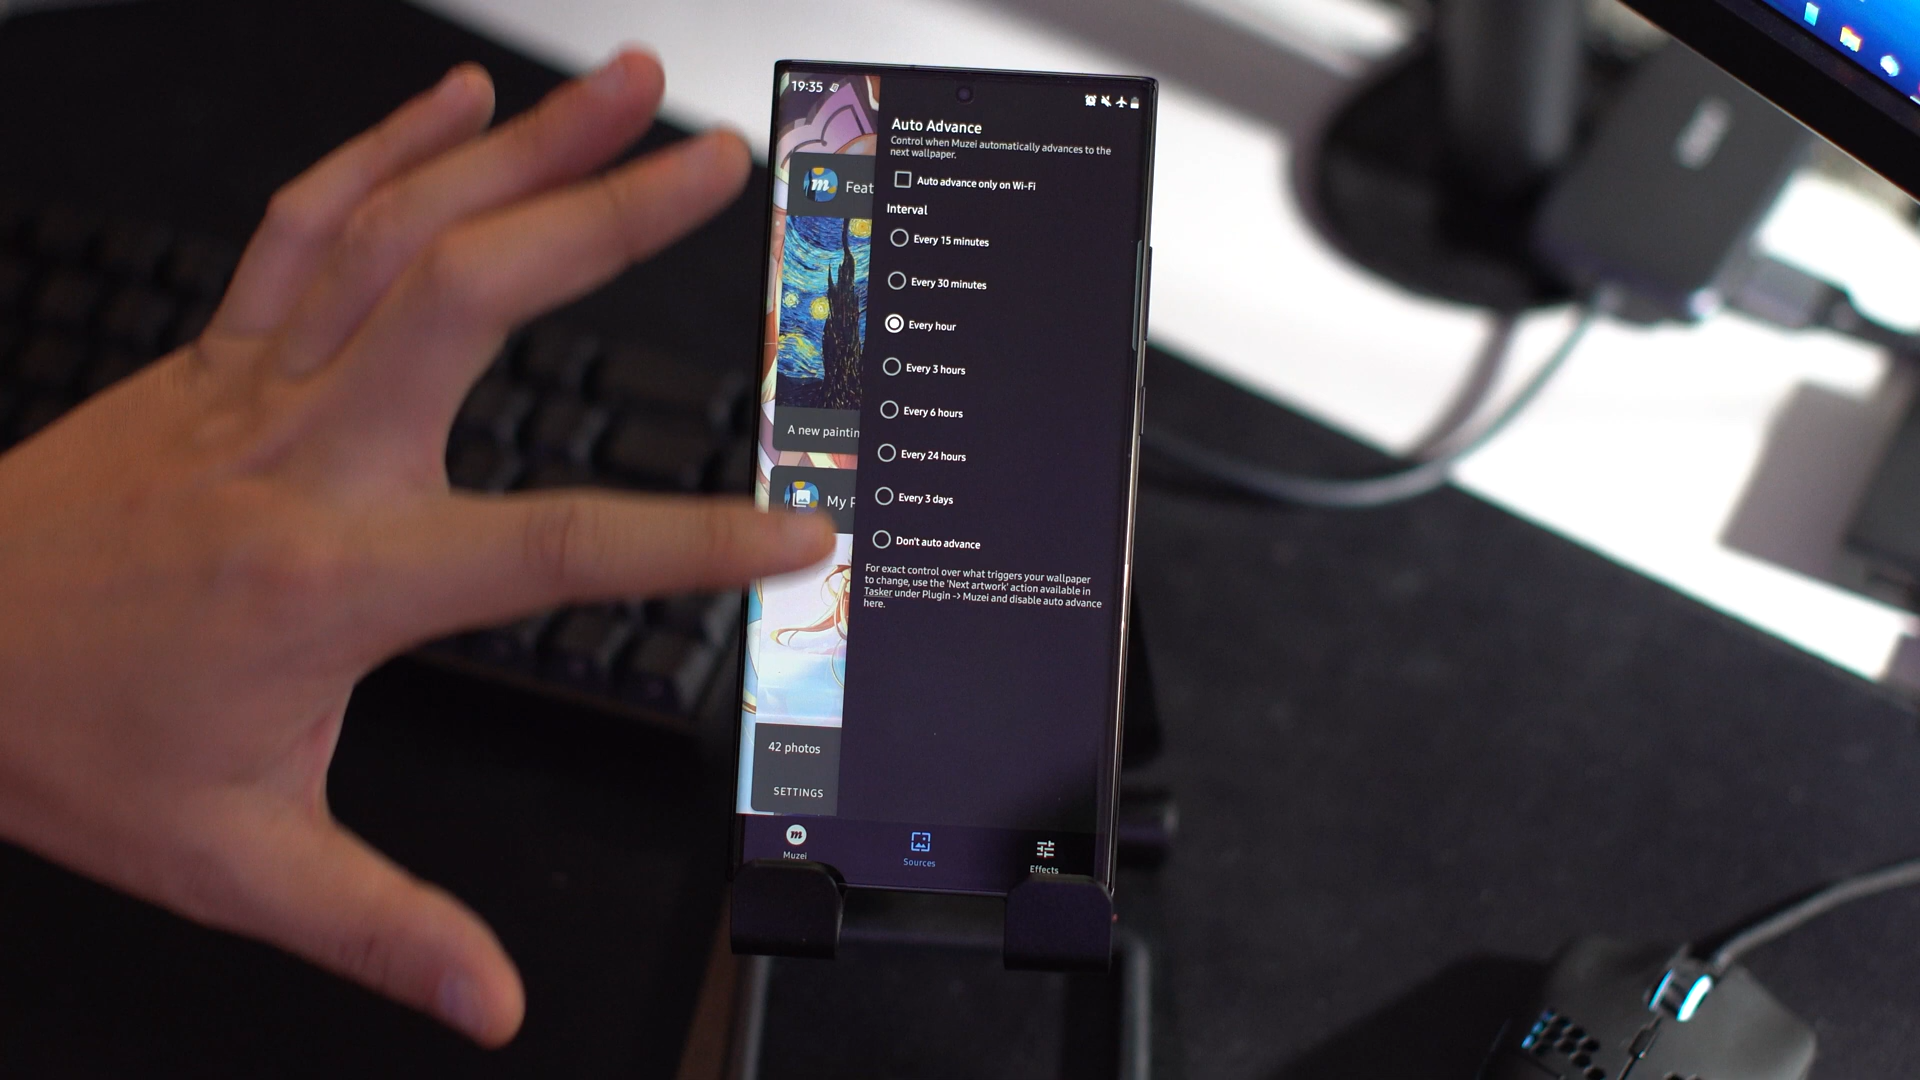 19:35
Auto Advance
Control when Muzei automatically advances to the
next wallpaper.
Auto advance only on Wi-Fi
Interval
Every 15 minutes
Every 30 minutes
Every hour
Every 3 hours
Every 6 hours
Every 24 hours
Every 3 days
Don't auto advance
For exact control over what triggers your wallpaper
to change, use the 'Next artwork' action available in
Tasker under Plugin -> Muzei and disable auto advance
here.
m Feat
A new paintin
My P
42 photos
SETTINGS
m
Muzei
Sources
Effects